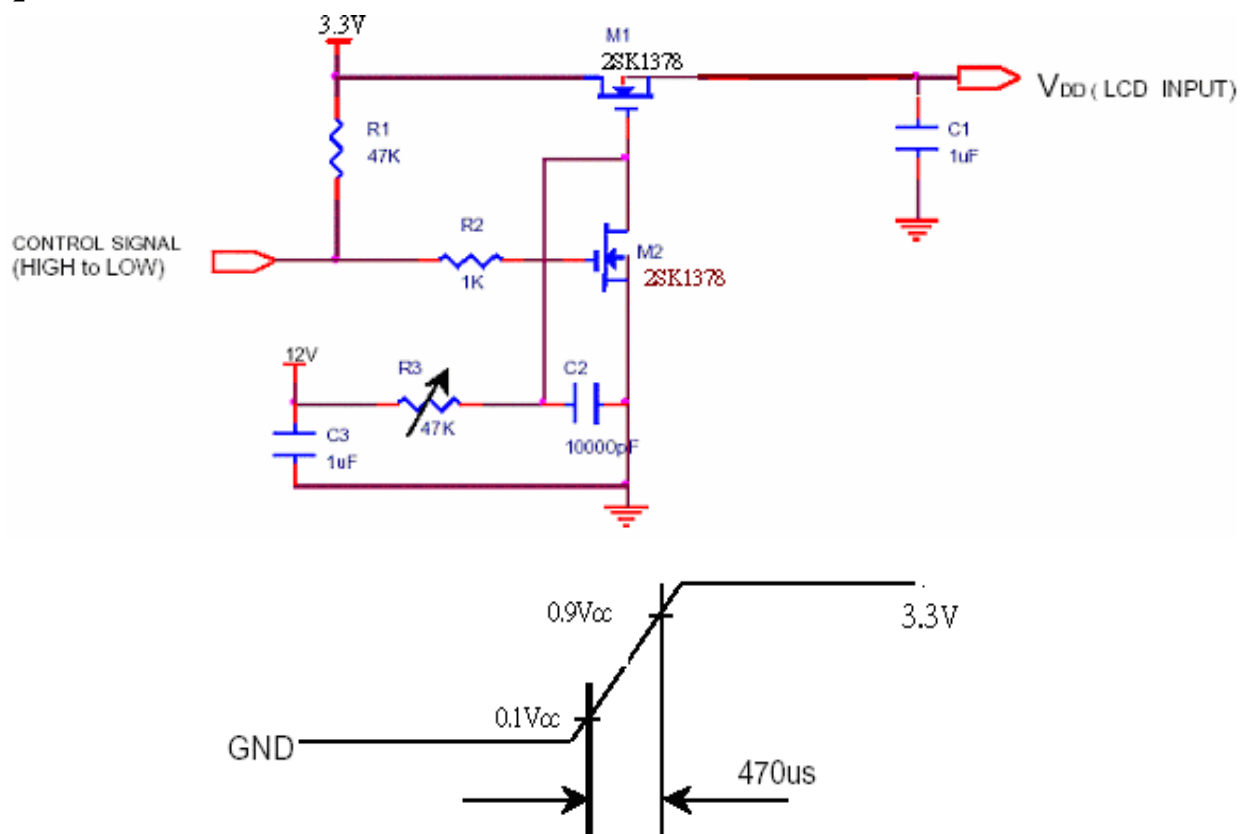 3.3V
M1
2SK1378
VDD ( LCD INPUT)
R1
47K
C1
1uF
CONTROL SIGNAL
(HIGH to LOW)
R2
1K
M2
2SK1378
12V
R3
47K
C2
10000pF
C3
1uF
0.9Vcc
3.3V
0.1Vcc
GND
470us